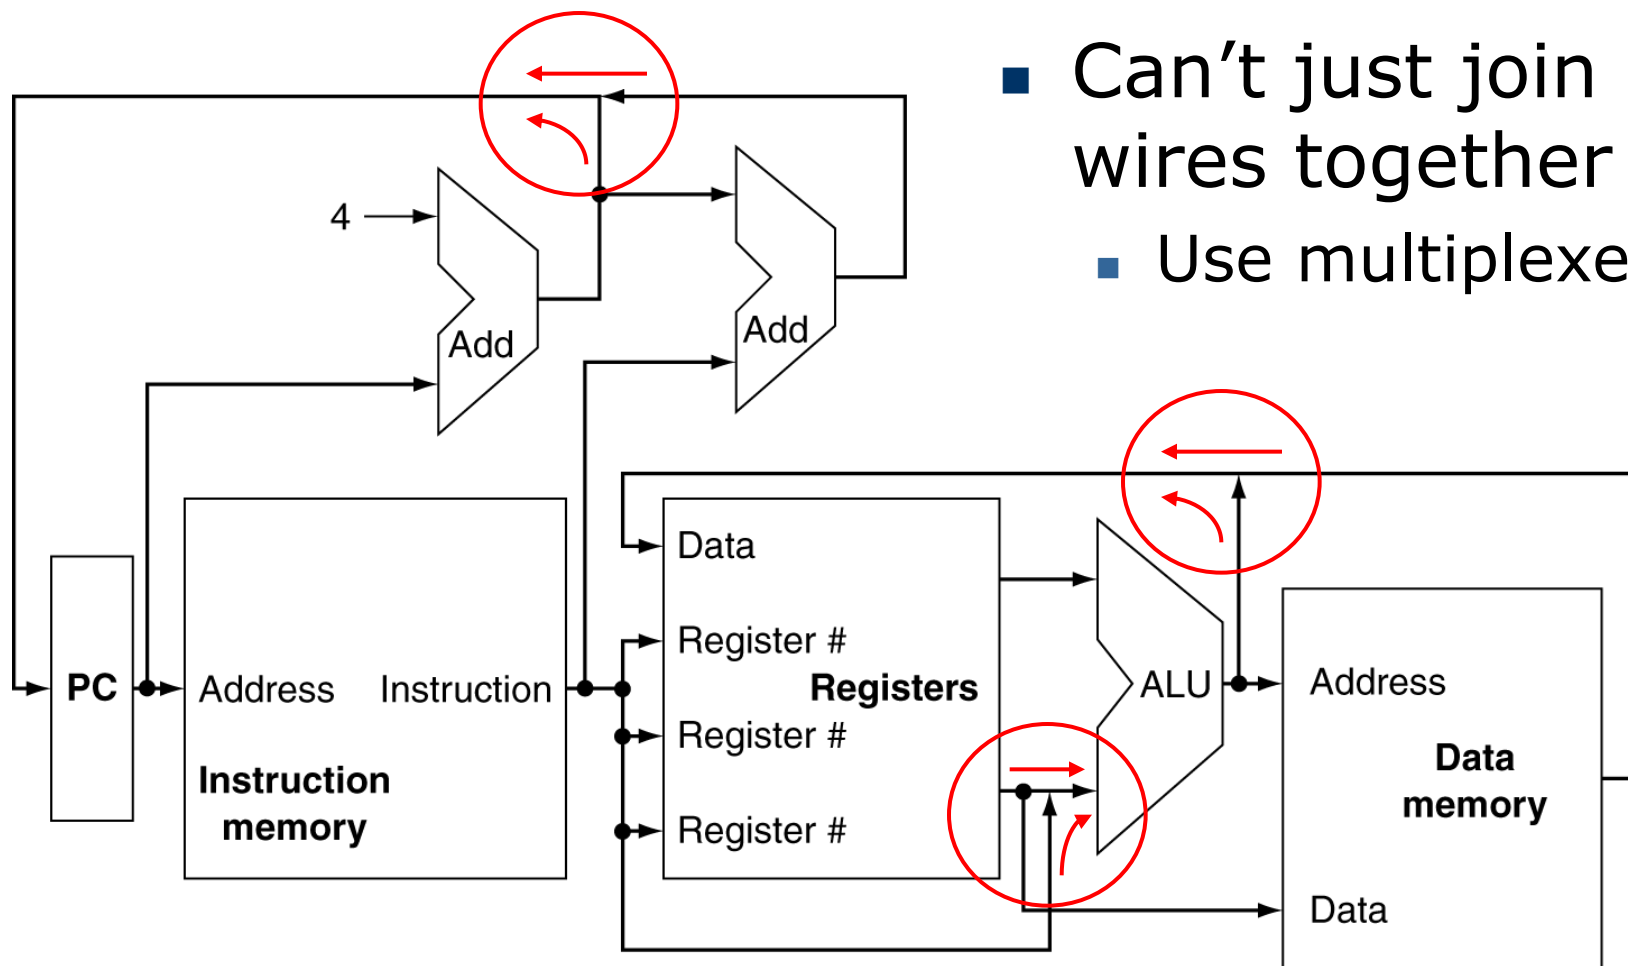 Can't just join
wires together
Use multiplexe
4
Add
Add
Data
Register #
PC
Address
Instruction
Registers
ALU
Address
Register #
Instruction
memory
Data
memory
Register #
Data